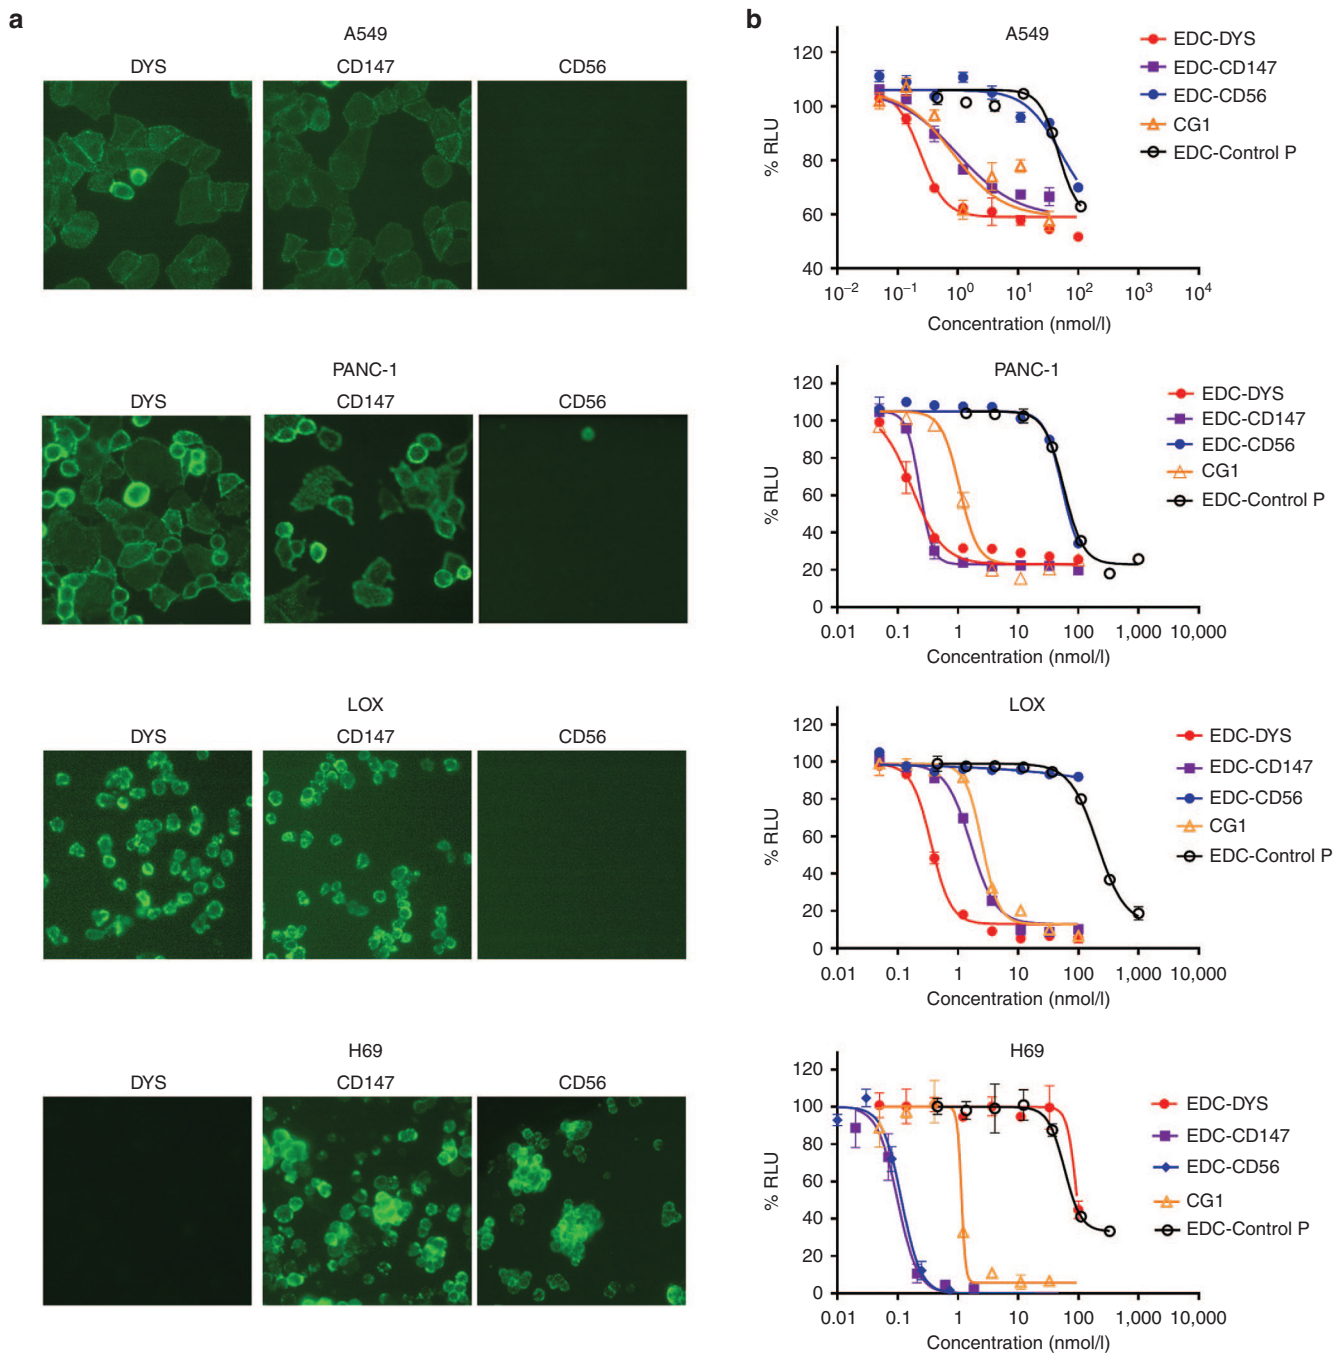 a
A549
DYS CD147 CD56
PANC-1
DYS CD147 CD56
LOX
DYS CD147 CD56
H69
DYS CD147 CD56
b
A549
% RLU
120
100
80
60
40
10⁻² 10⁻¹ 10⁰ 10¹ 10² 10³ 10⁴
Concentration (nmol/l)
EDC-DYS
EDC-CD147
EDC-CD56
CG1
EDC-Control P
PANC-1
% RLU
120
100
80
60
40
20
0
0.01 0.1 1 10 100 1,000 10,000
Concentration (nmol/l)
EDC-DYS
EDC-CD147
EDC-CD56
CG1
EDC-Control P
LOX
% RLU
120
100
80
60
40
20
0
0.01 0.1 1 10 100 1,000 10,000
Concentration (nmol/l)
EDC-DYS
EDC-CD147
EDC-CD56
CG1
EDC-Control P
H69
% RLU
120
100
80
60
40
20
0
0.01 0.1 1 10 100 1,000 10,000
Concentration (nmol/l)
EDC-DYS
EDC-CD147
EDC-CD56
CG1
EDC-Control P